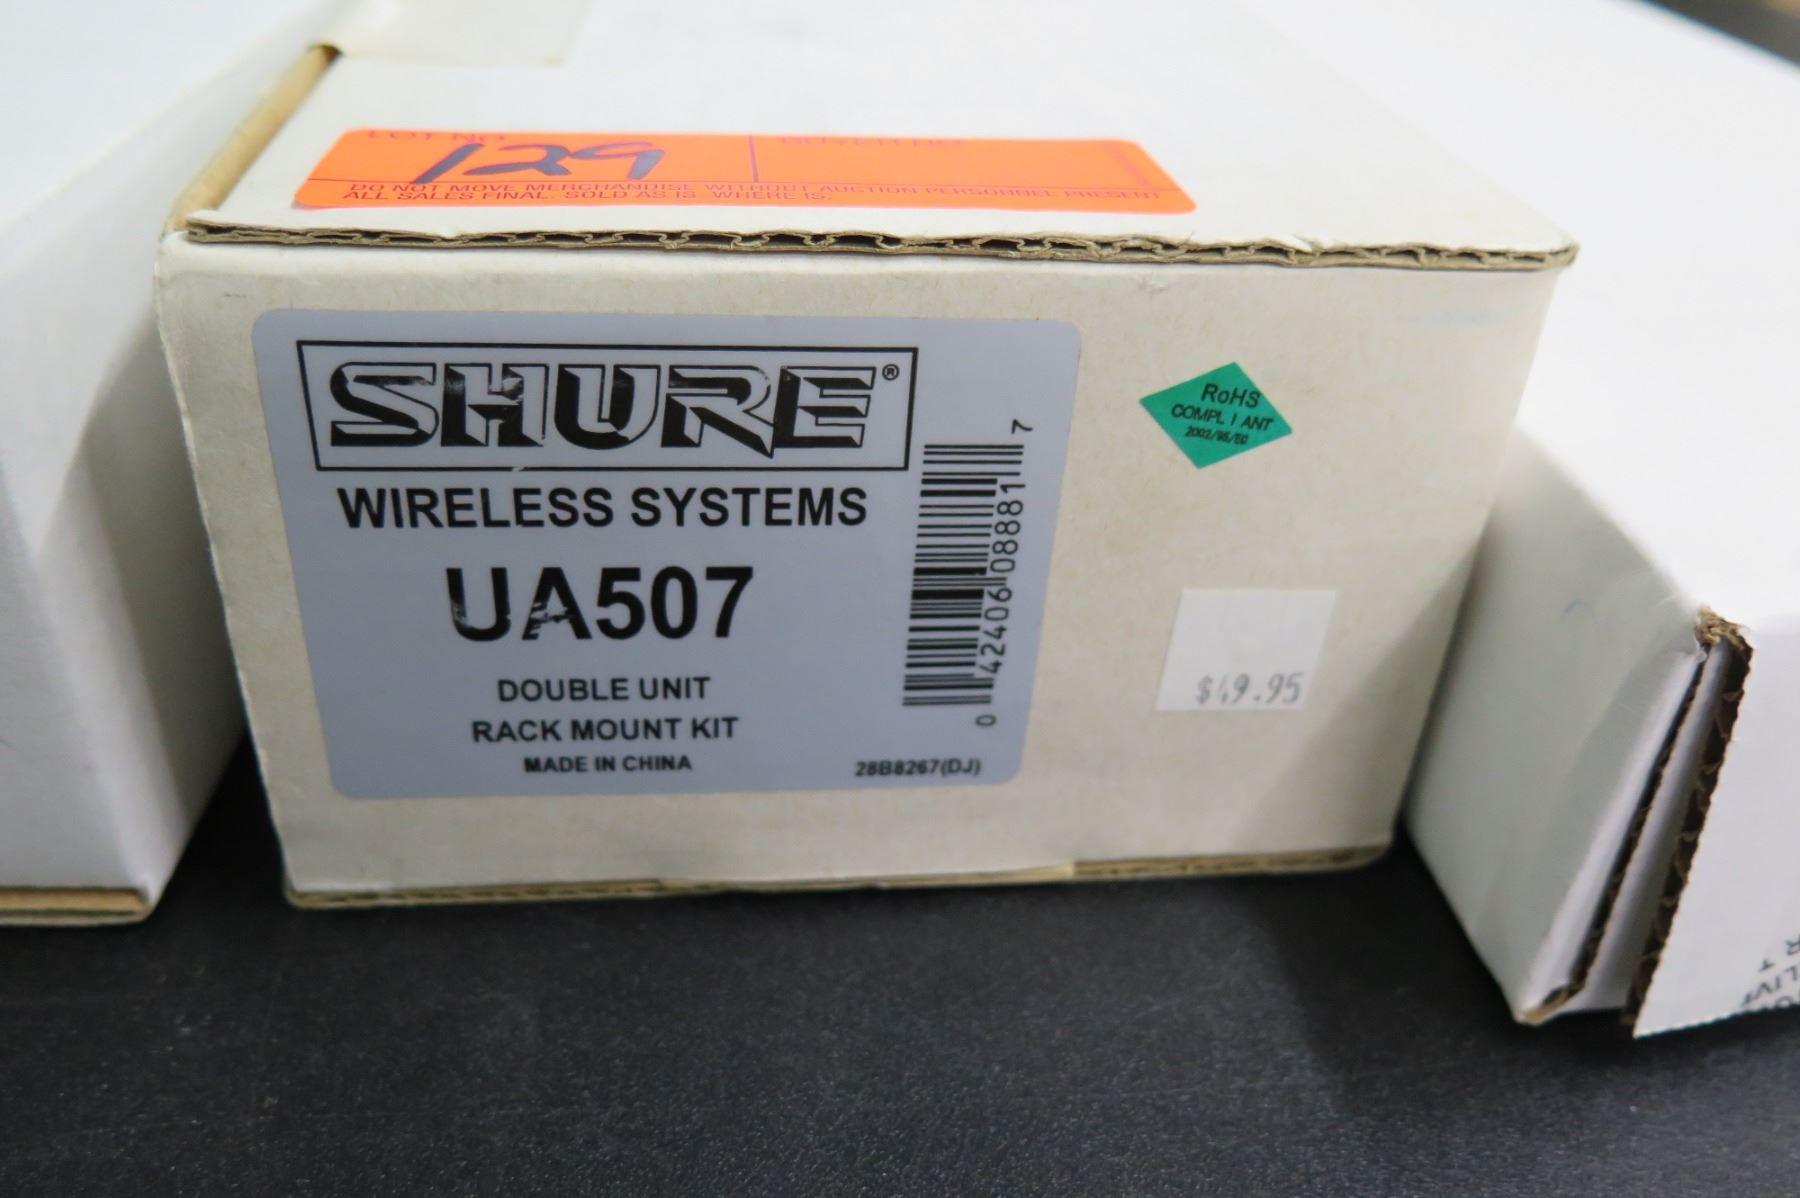 LOT NO.
129
BUYER NO.
DO NOT MOVE MERCHANDISE WITHOUT AUCTION PERSONNEL PRESENT
ALL SALES FINAL. SOLD AS IS. WHERE IS.
SHURE®
WIRELESS SYSTEMS
UA507
DOUBLE UNIT
RACK MOUNT KIT
MADE IN CHINA
28B8267(DJ)
0 42406 08881 7
RoHS
COMPLIANT
2002/95/EC
$49.95